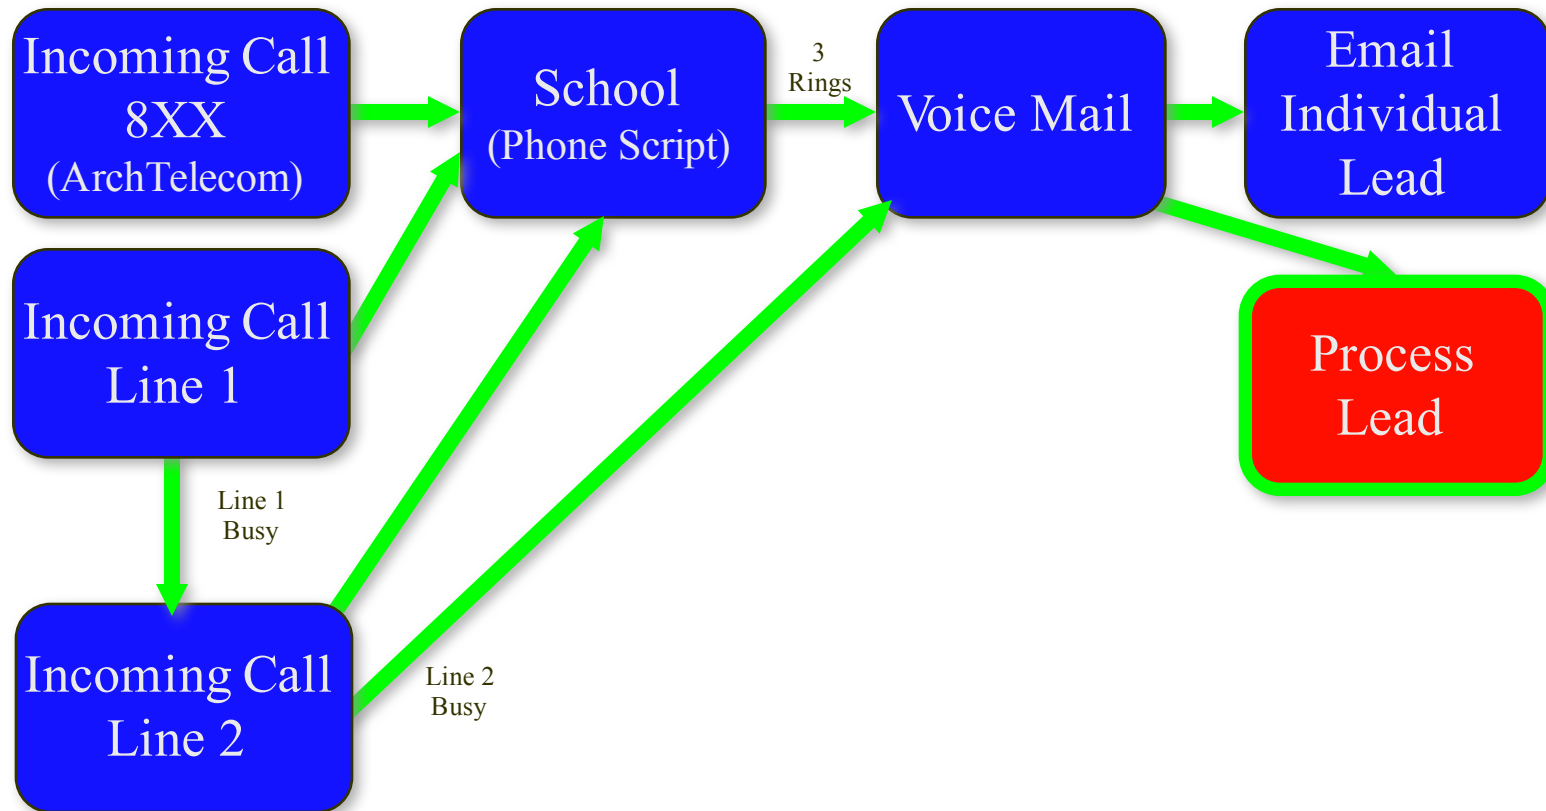 Incoming Call
8XX
(ArchTelecom)
School
(Phone Script)
3
Rings
Voice Mail
Email
Individual
Lead
Incoming Call
Line 1
Process
Lead
Line 1
Busy
Incoming Call
Line 2
Line 2
Busy